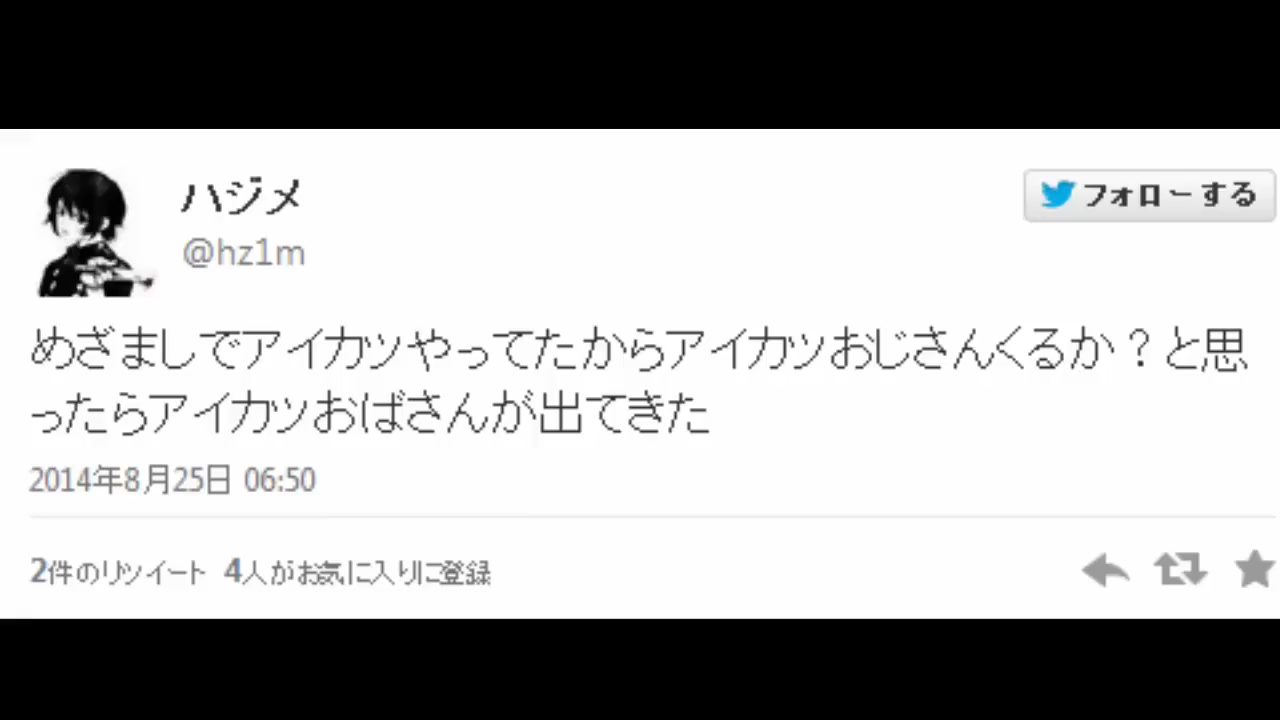 ハジメ
フォローする
@hz1m
めざましでアイカツやってたからアイカツおじさんくるか？と思
ったらアイカツおばさんが出てきた
2014年8月25日 06:50
2件のリツイート 4人がお気に入りに登録